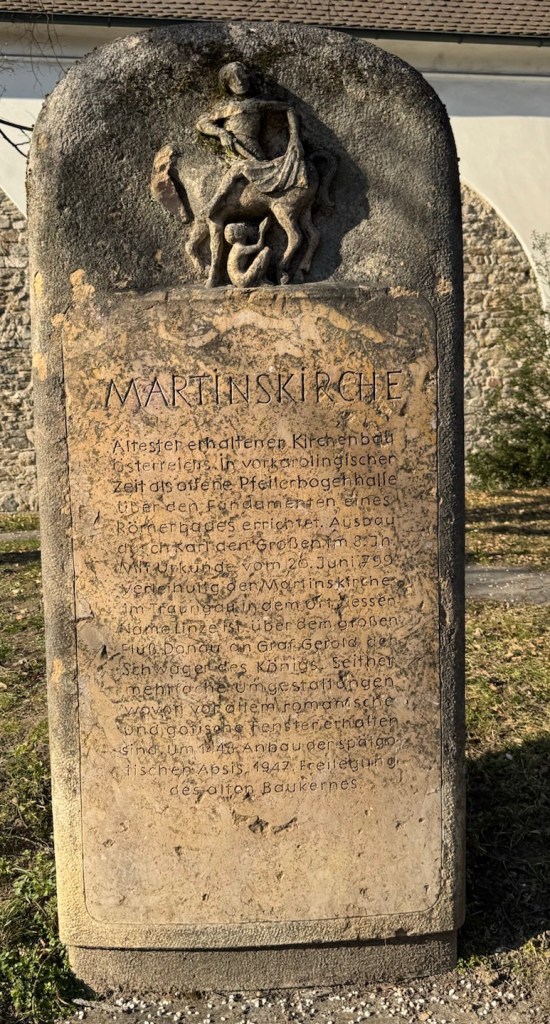 MARTINSKIRCHE
Ältester erhaltener Kirchenbau
Österreichs. In vorkarolingischer
Zeit als offene Pfeilerbogenhalle
über den Fundamenten eines
Römerbades errichtet. Ausbau
durch Karl den Großen im 8. Jh.
Mit Urkunde vom 26. Juni 799
Verleihung der Martinskirche
im Traungau in dem Ort, dessen
Name Linze ist über dem großen
Fluß Donau an Graf Gerold den
Schwager des Königs. Seither
mehrfache Umgestaltungen
wovon vor allem romanische
und gotische Fenster erhalten
sind. Um Anbau der spätgo-
tischen Apsis. 1947 Freilegung
des alten Baukernes